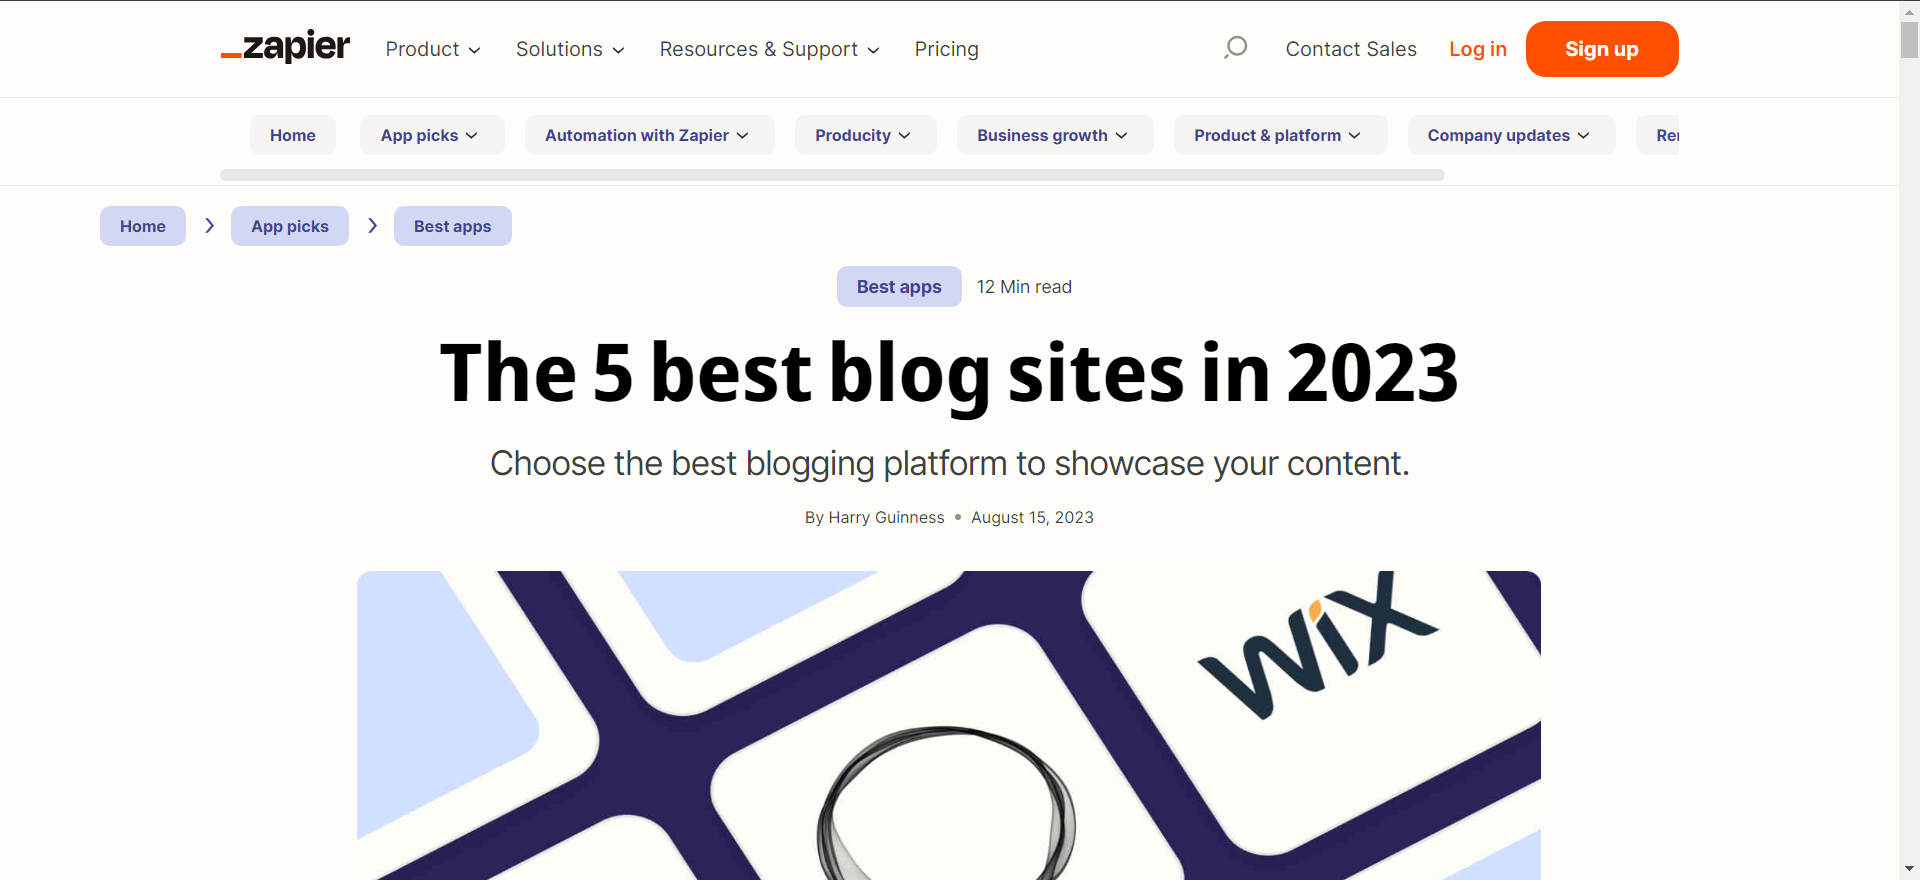 zapier Product Solutions Resources & Support Pricing Contact Sales Log in Sign up
Home App picks Automation with Zapier Producity Business growth Product & platform Company updates
Home App picks Best apps
Best apps 12 Min read
The 5 best blog sites in 2023
Choose the best blogging platform to showcase your content.
By Harry Guinness • August 15, 2023
WiX